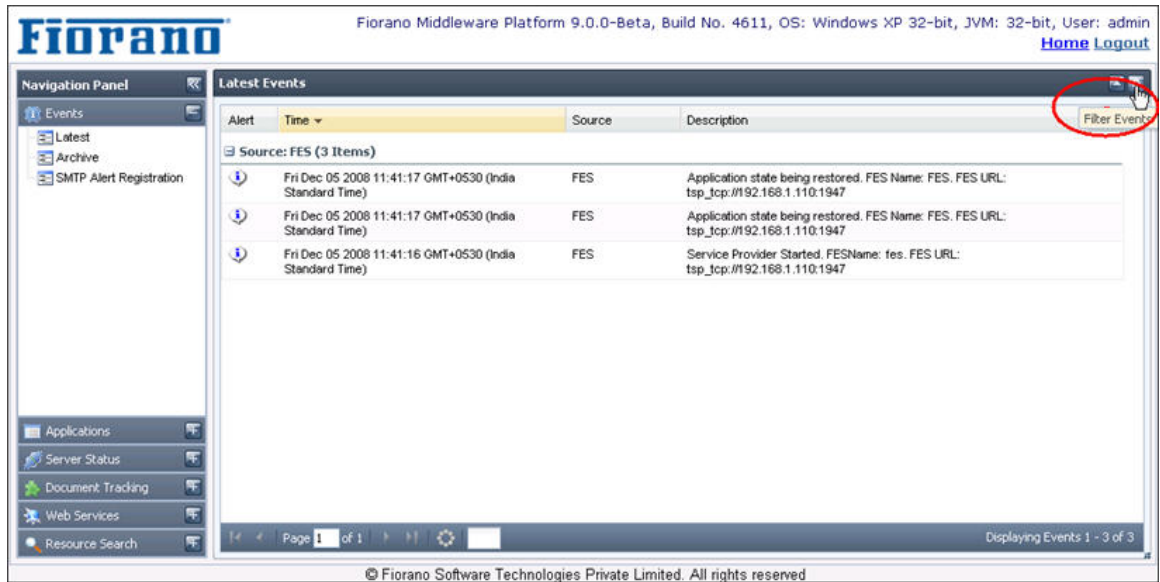 Fiorano
Fiorano Middleware Platform 9.0.0-Beta, Build No. 4611, OS: Windows XP 32-bit, JVM: 32-bit, User: admin
Home Logout
Navigation Panel
Events
Latest
Archive
SMTP Alert Registration
Applications
Server Status
Document Tracking
Web Services
Resource Search
Latest Events
Filter Events
Alert Time Source Description
Source: FES (3 Items)
Fri Dec 05 2008 11:41:17 GMT+0530 (India
Standard Time)
FES
Application state being restored. FES Name: FES. FES URL:
tsp_tcp://192.168.1.110:1947
Fri Dec 05 2008 11:41:17 GMT+0530 (India
Standard Time)
FES
Application state being restored. FES Name: FES. FES URL:
tsp_tcp://192.168.1.110:1947
Fri Dec 05 2008 11:41:16 GMT+0530 (India
Standard Time)
FES
Service Provider Started. FESName: fes. FES URL:
tsp_tcp://192.168.1.110:1947
Page 1 of 1
Displaying Events 1 - 3 of 3
© Fiorano Software Technologies Private Limited. All rights reserved